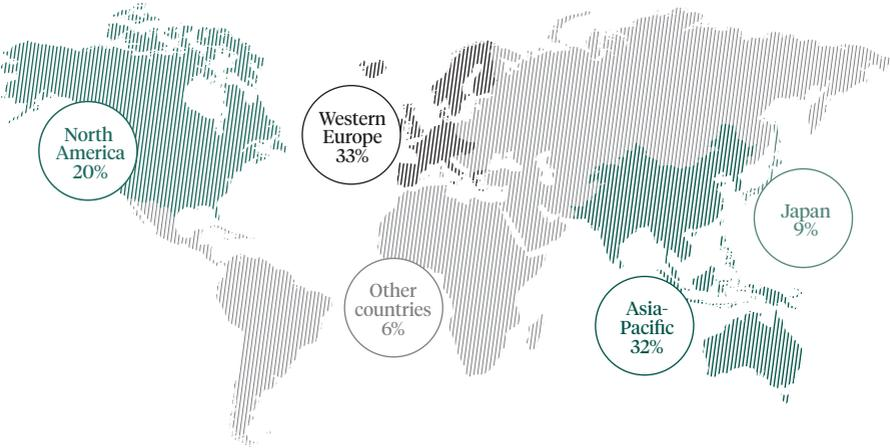 North
America
20%
Western
Europe
33%
Japan
9%
Other
countries
6%
Asia-
Pacific
32%